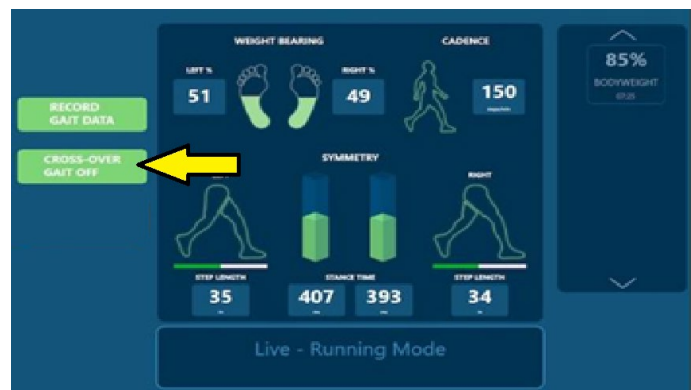 WEIGHT BEARING
CADENCE
LEFT %
RIGHT %
51
49
150
85%
BODYWEIGHT
RECORD
GAIT DATA
CROSS-OVER
GAIT OFF
SYMMETRY
RIGHT
STEP LENGTH
STANCE TIME
STEP LENGTH
35
407
393
34
Live - Running Mode